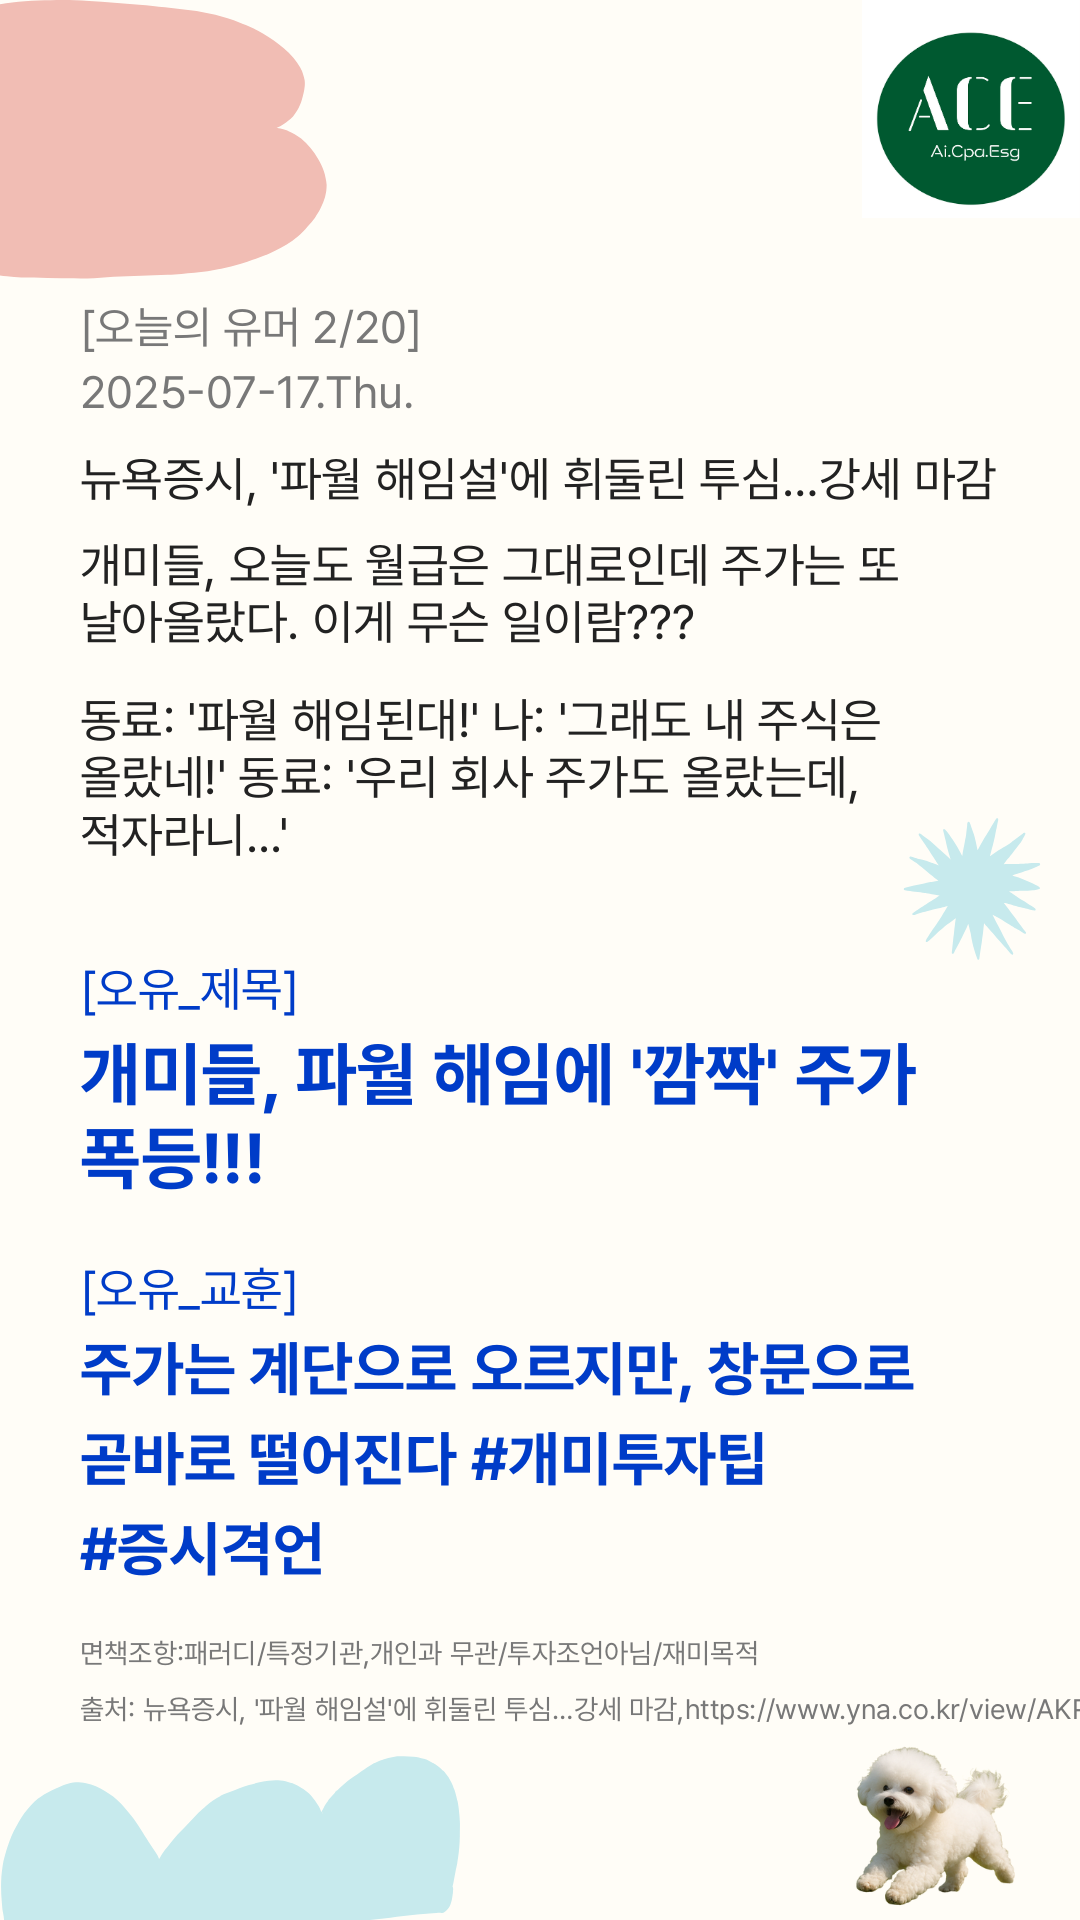 ACE
Ai.Cpa.Esg
[오늘의 유머 2/20]
2025-07-17.Thu.
뉴욕증시, '파월 해임설'에 휘둘린 투심...강세 마감
개미들, 오늘도 월급은 그대로인데 주가는 또
날아올랐다. 이게 무슨 일이람???
동료: '파월 해임된대!' 나: '그래도 내 주식은
올랐네!' 동료: '우리 회사 주가도 올랐는데,
적자라니...'
[오유_제목]
개미들, 파월 해임에 '깜짝' 주가
폭등!!!
[오유_교훈]
주가는 계단으로 오르지만, 창문으로
곧바로 떨어진다 #개미투자팁
#증시격언
면책조항:패러디/특정기관,개인과 무관/투자조언아님/재미목적
출처: 뉴욕증시, '파월 해임설'에 휘둘린 투심...강세 마감,https://www.yna.co.kr/view/AK